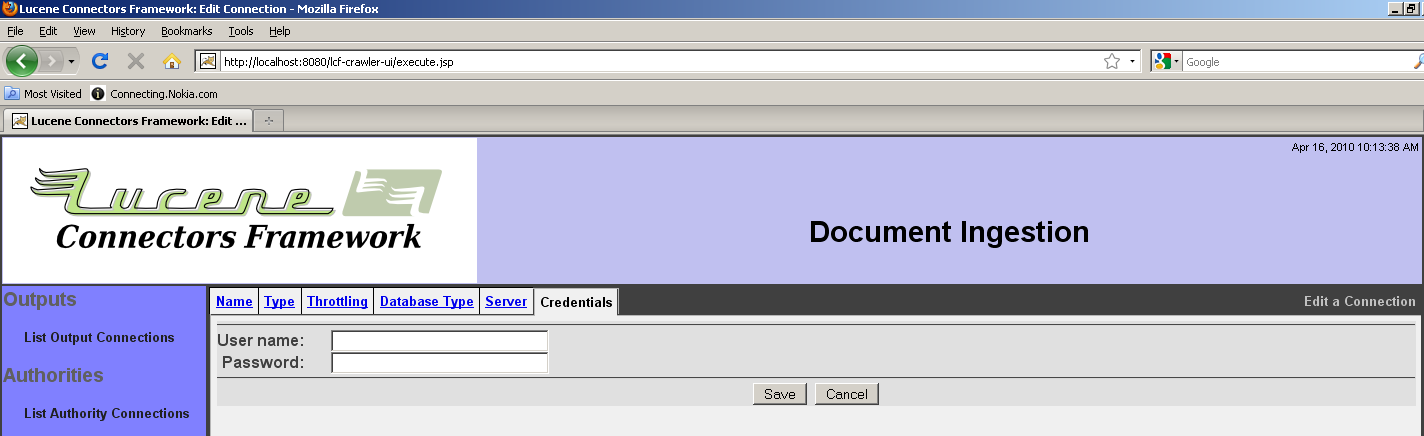 Lucene Connectors Framework: Edit Connection - Mozilla Firefox
File Edit View History Bookmarks Tools Help
http://localhost:8080/lcf-crawler-ui/execute.jsp Google
Most Visited Connecting.Nokia.com
Lucene Connectors Framework: Edit ...
Apr 16, 2010 10:13:38 AM
Lucene
Connectors Framework
Document Ingestion
Outputs
List Output Connections
Authorities
List Authority Connections
Name Type Throttling Database Type Server Credentials Edit a Connection
User name:
Password:
Save Cancel